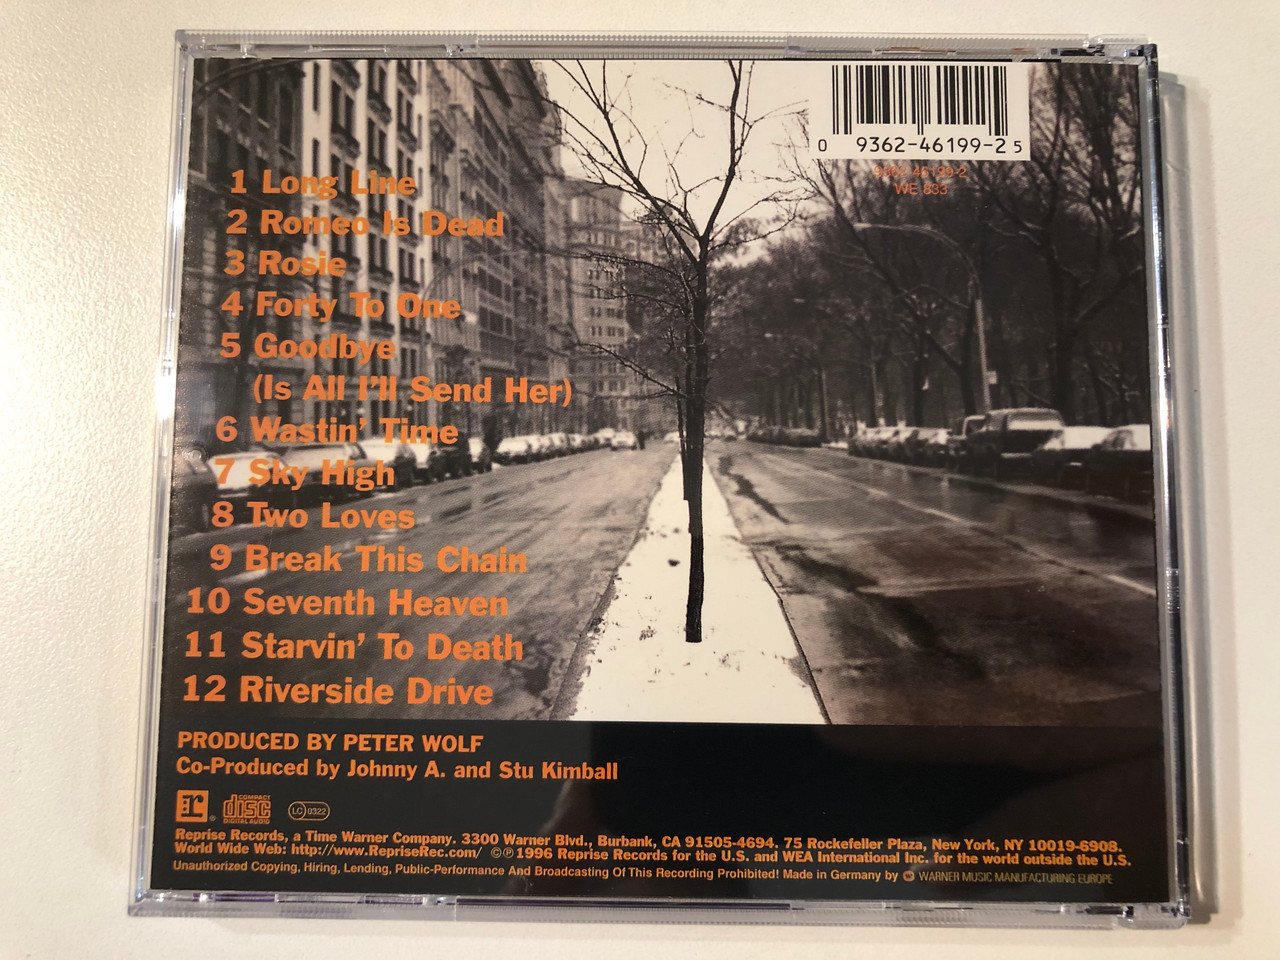 0 9362-46199-2 5
9362-46199-2
WE 833
1 Long Line
2 Romeo Is Dead
3 Rosie
4 Forty To One
5 Goodbye
(Is All I'll Send Her)
6 Wastin' Time
7 Sky High
8 Two Loves
9 Break This Chain
10 Seventh Heaven
11 Starvin' To Death
12 Riverside Drive
PRODUCED BY PETER WOLF
Co-Produced by Johnny A. and Stu Kimball
r ® COMPACT disc DIGITAL AUDIO LC 0322
Reprise Records, a Time Warner Company. 3300 Warner Blvd., Burbank, CA 91505-4694. 75 Rockefeller Plaza, New York, NY 10019-6908.
World Wide Web: http://www.RepriseRec.com/ ©℗1996 Reprise Records for the U.S. and WEA International Inc. for the world outside the U.S.
Unauthorized Copying, Hiring, Lending, Public-Performance And Broadcasting Of This Recording Prohibited! Made in Germany by WARNER MUSIC MANUFACTURING EUROPE